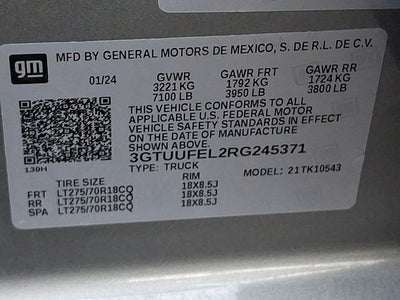 gm
MFD BY GENERAL MOTORS DE MEXICO, S. DE R.L. DE C.V.
01/24 GVWR GAWR FRT GAWR RR
3221 KG 1792 KG 1724 KG
7100 LB 3950 LB 3800 LB
THIS VEHICLE CONFORMS TO ALL
APPLICABLE U.S. FEDERAL MOTOR
VEHICLE SAFETY STANDARDS IN EFFECT
ON THE DATE OF MANUFACTURE
SHOWN ABOVE.
3GTUUFEL2RG245371
130H TYPE: TRUCK MODEL: 21TK10543
TIRE SIZE RIM
FRT LT275/70R18CQ 18X8.5J
RR LT275/70R18CQ 18X8.5J
SPA LT275/70R18CQ 18X8.5J